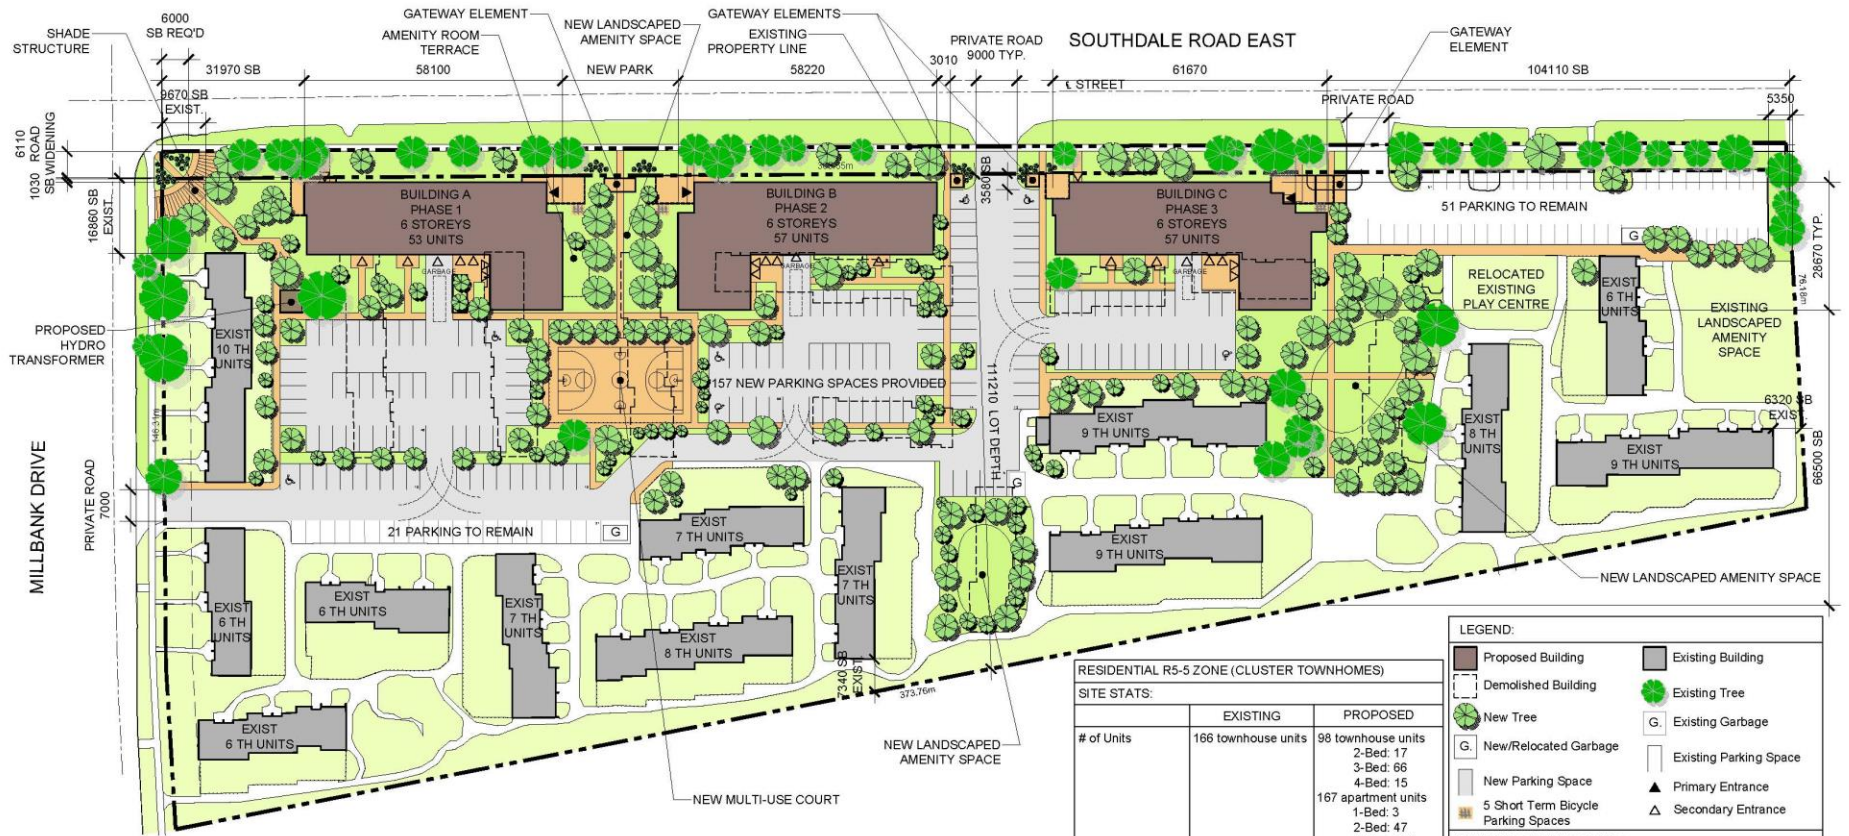 SOUTHDALE ROAD EAST
6000
SB REQ'D
SHADE
STRUCTURE
GATEWAY ELEMENT
AMENITY ROOM
TERRACE
NEW LANDSCAPED
AMENITY SPACE
GATEWAY ELEMENTS
EXISTING
PROPERTY LINE
PRIVATE ROAD
9000 TYP.
GATEWAY
ELEMENT
31970 SB
58100
NEW PARK
58220
3010
61670
104110 SB
℄ STREET
PRIVATE ROAD
5350
9670 SB
EXIST.
6110
ROAD
WIDENING
1030 SB
16860 SB
EXIST.
3580 SB
BUILDING A
PHASE 1
6 STOREYS
53 UNITS
BUILDING B
PHASE 2
6 STOREYS
57 UNITS
BUILDING C
PHASE 3
6 STOREYS
57 UNITS
51 PARKING TO REMAIN
G
28670 TYP.
76.18m
GARBAGE
GARBAGE
GARBAGE
RELOCATED
EXISTING
PLAY CENTRE
EXIST
6 TH
UNITS
EXISTING
LANDSCAPED
AMENITY
SPACE
PROPOSED
HYDRO
TRANSFORMER
EXIST
10 TH
UNITS
157 NEW PARKING SPACES PROVIDED
111210 LOT DEPTH
EXIST
9 TH UNITS
EXIST
8 TH
UNITS
6320 SB
EXIST.
EXIST
9 TH UNITS
66500 SB
146.31m
MILLBANK DRIVE
PRIVATE ROAD
7000
G
21 PARKING TO REMAIN
G
EXIST
7 TH UNITS
EXIST
7 TH
UNITS
EXIST
9 TH UNITS
NEW LANDSCAPED AMENITY SPACE
EXIST
6 TH
UNITS
EXIST
6 TH UNITS
EXIST
7 TH
UNITS
EXIST
8 TH UNITS
7340 SB
EXIST.
373.76m
EXIST
6 TH UNITS
NEW LANDSCAPED
AMENITY SPACE
NEW MULTI-USE COURT
RESIDENTIAL R5-5 ZONE (CLUSTER TOWNHOMES)
SITE STATS:
EXISTING PROPOSED
# of Units 166 townhouse units 98 townhouse units
2-Bed: 17
3-Bed: 66
4-Bed: 15
167 apartment units
1-Bed: 3
2-Bed: 47
LEGEND:
Proposed Building
Existing Building
Demolished Building
Existing Tree
New Tree
G. Existing Garbage
G. New/Relocated Garbage
Existing Parking Space
New Parking Space
Primary Entrance
5 Short Term Bicycle
Parking Spaces
Secondary Entrance